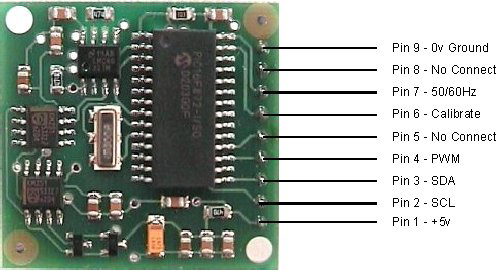 Pin 9 - 0v Ground
Pin 8 - No Connect
Pin 7 - 50/60Hz
Pin 6 - Calibrate
Pin 5 - No Connect
Pin 4 - PWM
Pin 3 - SDA
Pin 2 - SCL
Pin 1 - +5v